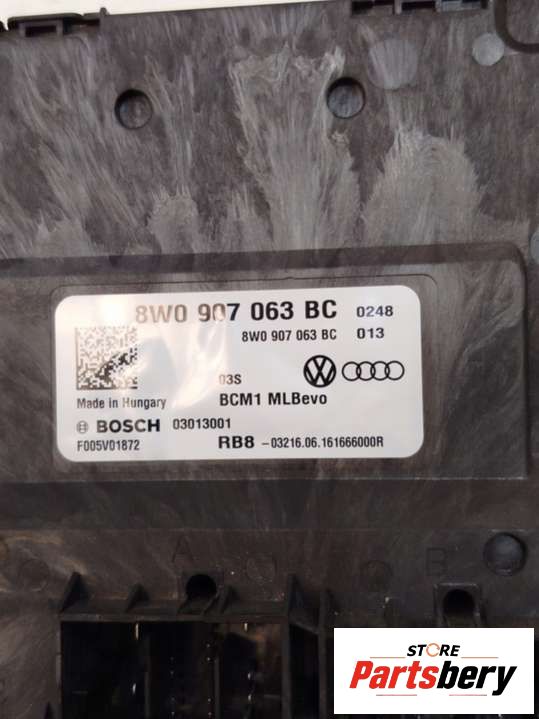 8W0 907 063 BC 0248
8W0 907 063 BC 013
03S
Made in Hungary BCM1 MLBevo
BOSCH 03013001
F005V01872 RB8 -03216.06.161666000R
A B
STORE
Partsbery